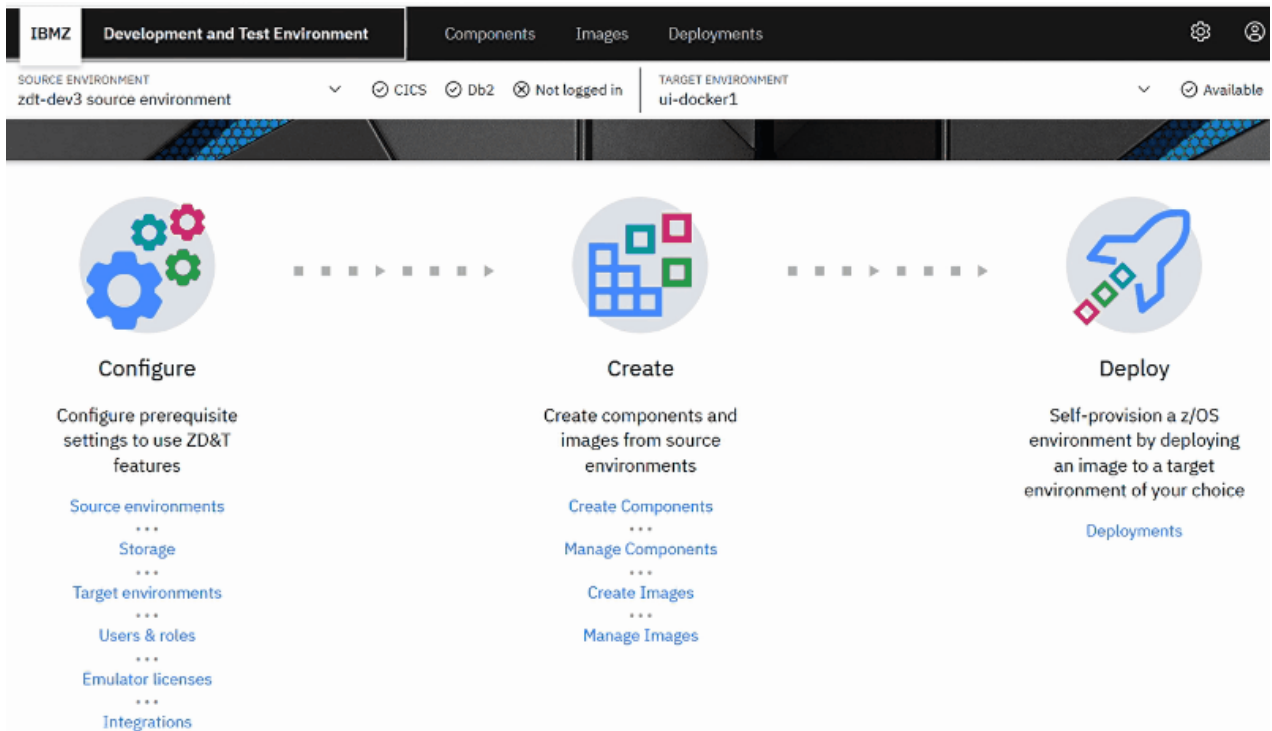 IBMZ Development and Test Environment Components Images Deployments
SOURCE ENVIRONMENT
zdt-dev3 source environment
CICS Db2 Not logged in
TARGET ENVIRONMENT
ui-docker1
Available
Configure
Configure prerequisite
settings to use ZD&T
features
Source environments
Storage
Target environments
Users & roles
Emulator licenses
Integrations
Create
Create components and
images from source
environments
Create Components
Manage Components
Create Images
Manage Images
Deploy
Self-provision a z/OS
environment by deploying
an image to a target
environment of your choice
Deployments